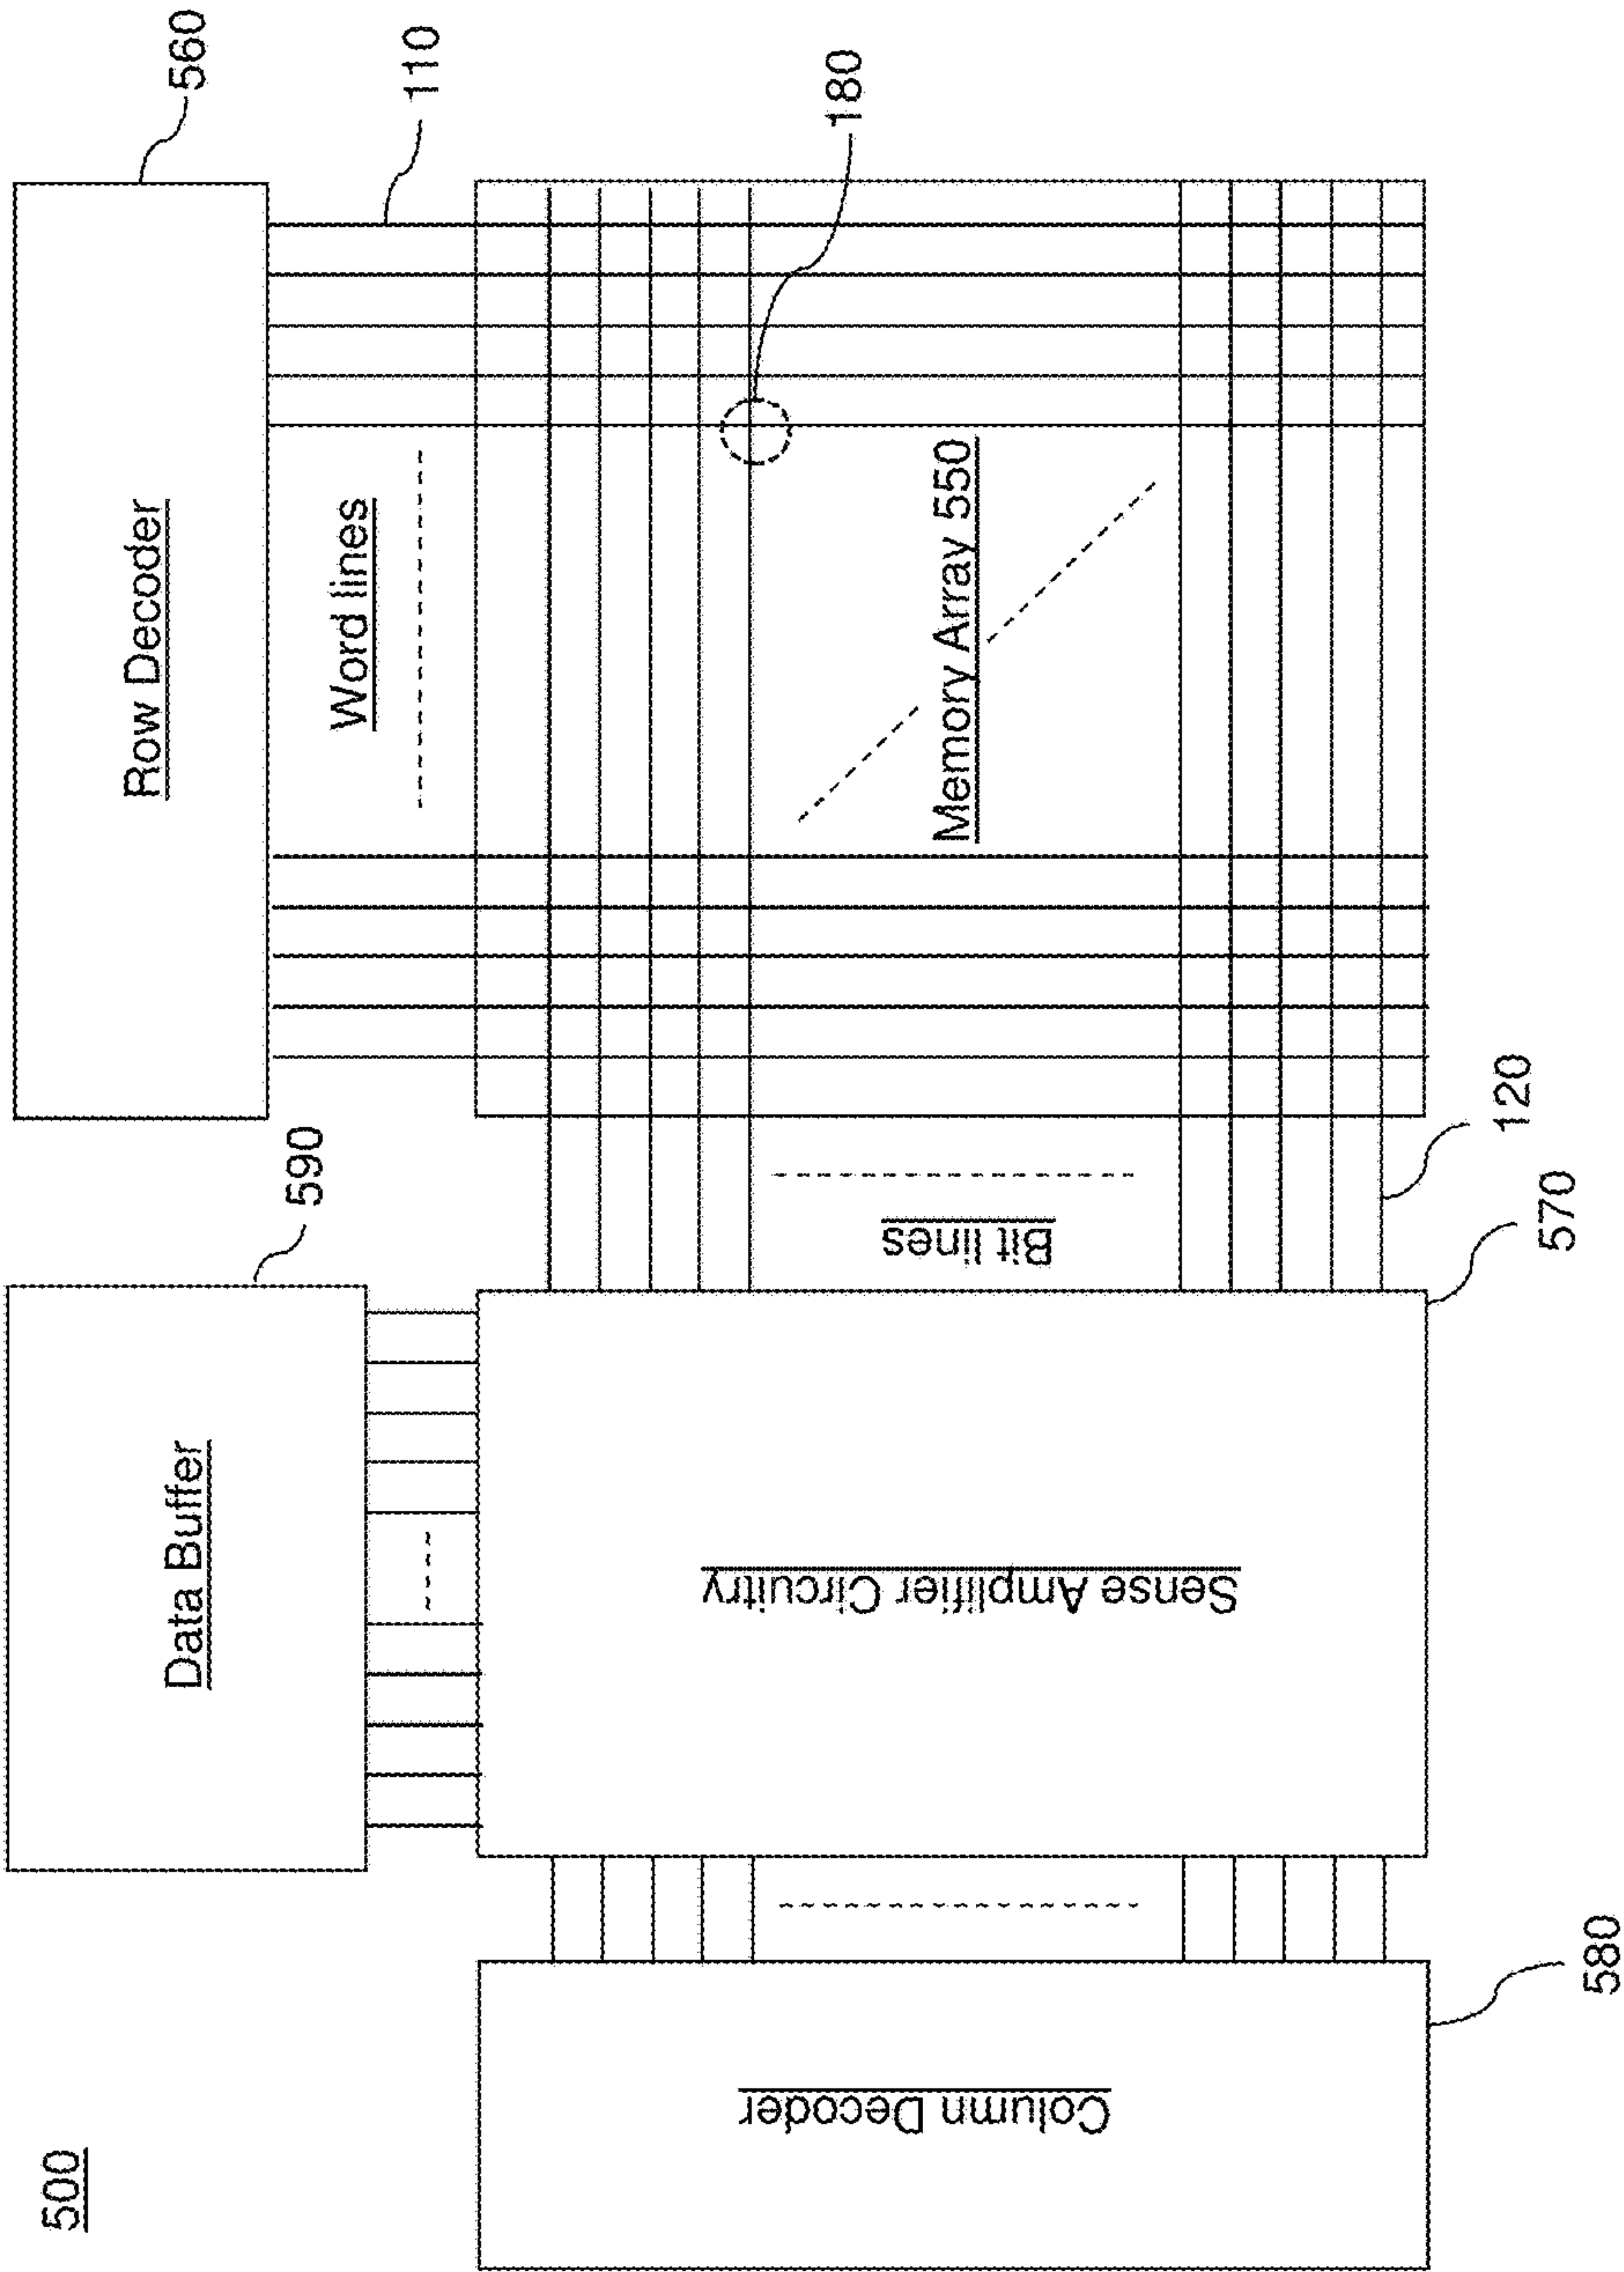 500
Row Decoder
560
Word lines
110
180
Memory Array 550
Data Buffer
590
Bit lines
120
Sense Amplifier Circuitry
570
Column Decoder
580